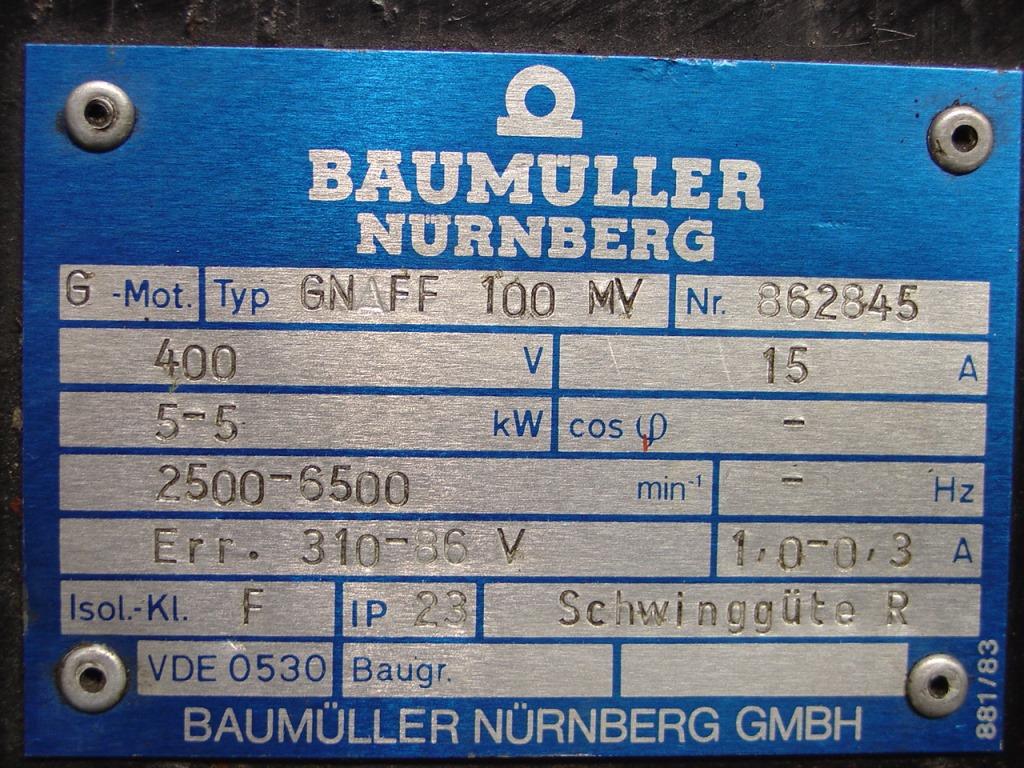 BAUMÜLLER
NÜRNBERG
G -Mot. Typ GNAFF 100 MV Nr. 862845
400 V 15 A
5-5 kW cos φ -
2500-6500 min⁻¹ - Hz
Err. 310-86 V 1,0-0,3 A
Isol.-Kl. F IP 23 Schwinggüte R
VDE 0530 Baugr.
BAUMÜLLER NÜRNBERG GMBH
881/83